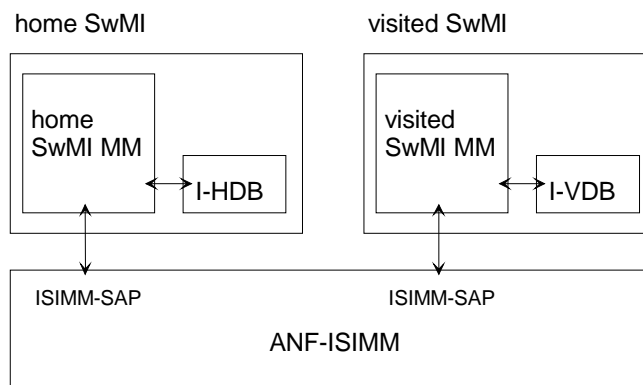 home SwMI
visited SwMI
home
SwMI MM
I-HDB
visited
SwMI MM
I-VDB
ISIMM-SAP
ISIMM-SAP
ANF-ISIMM